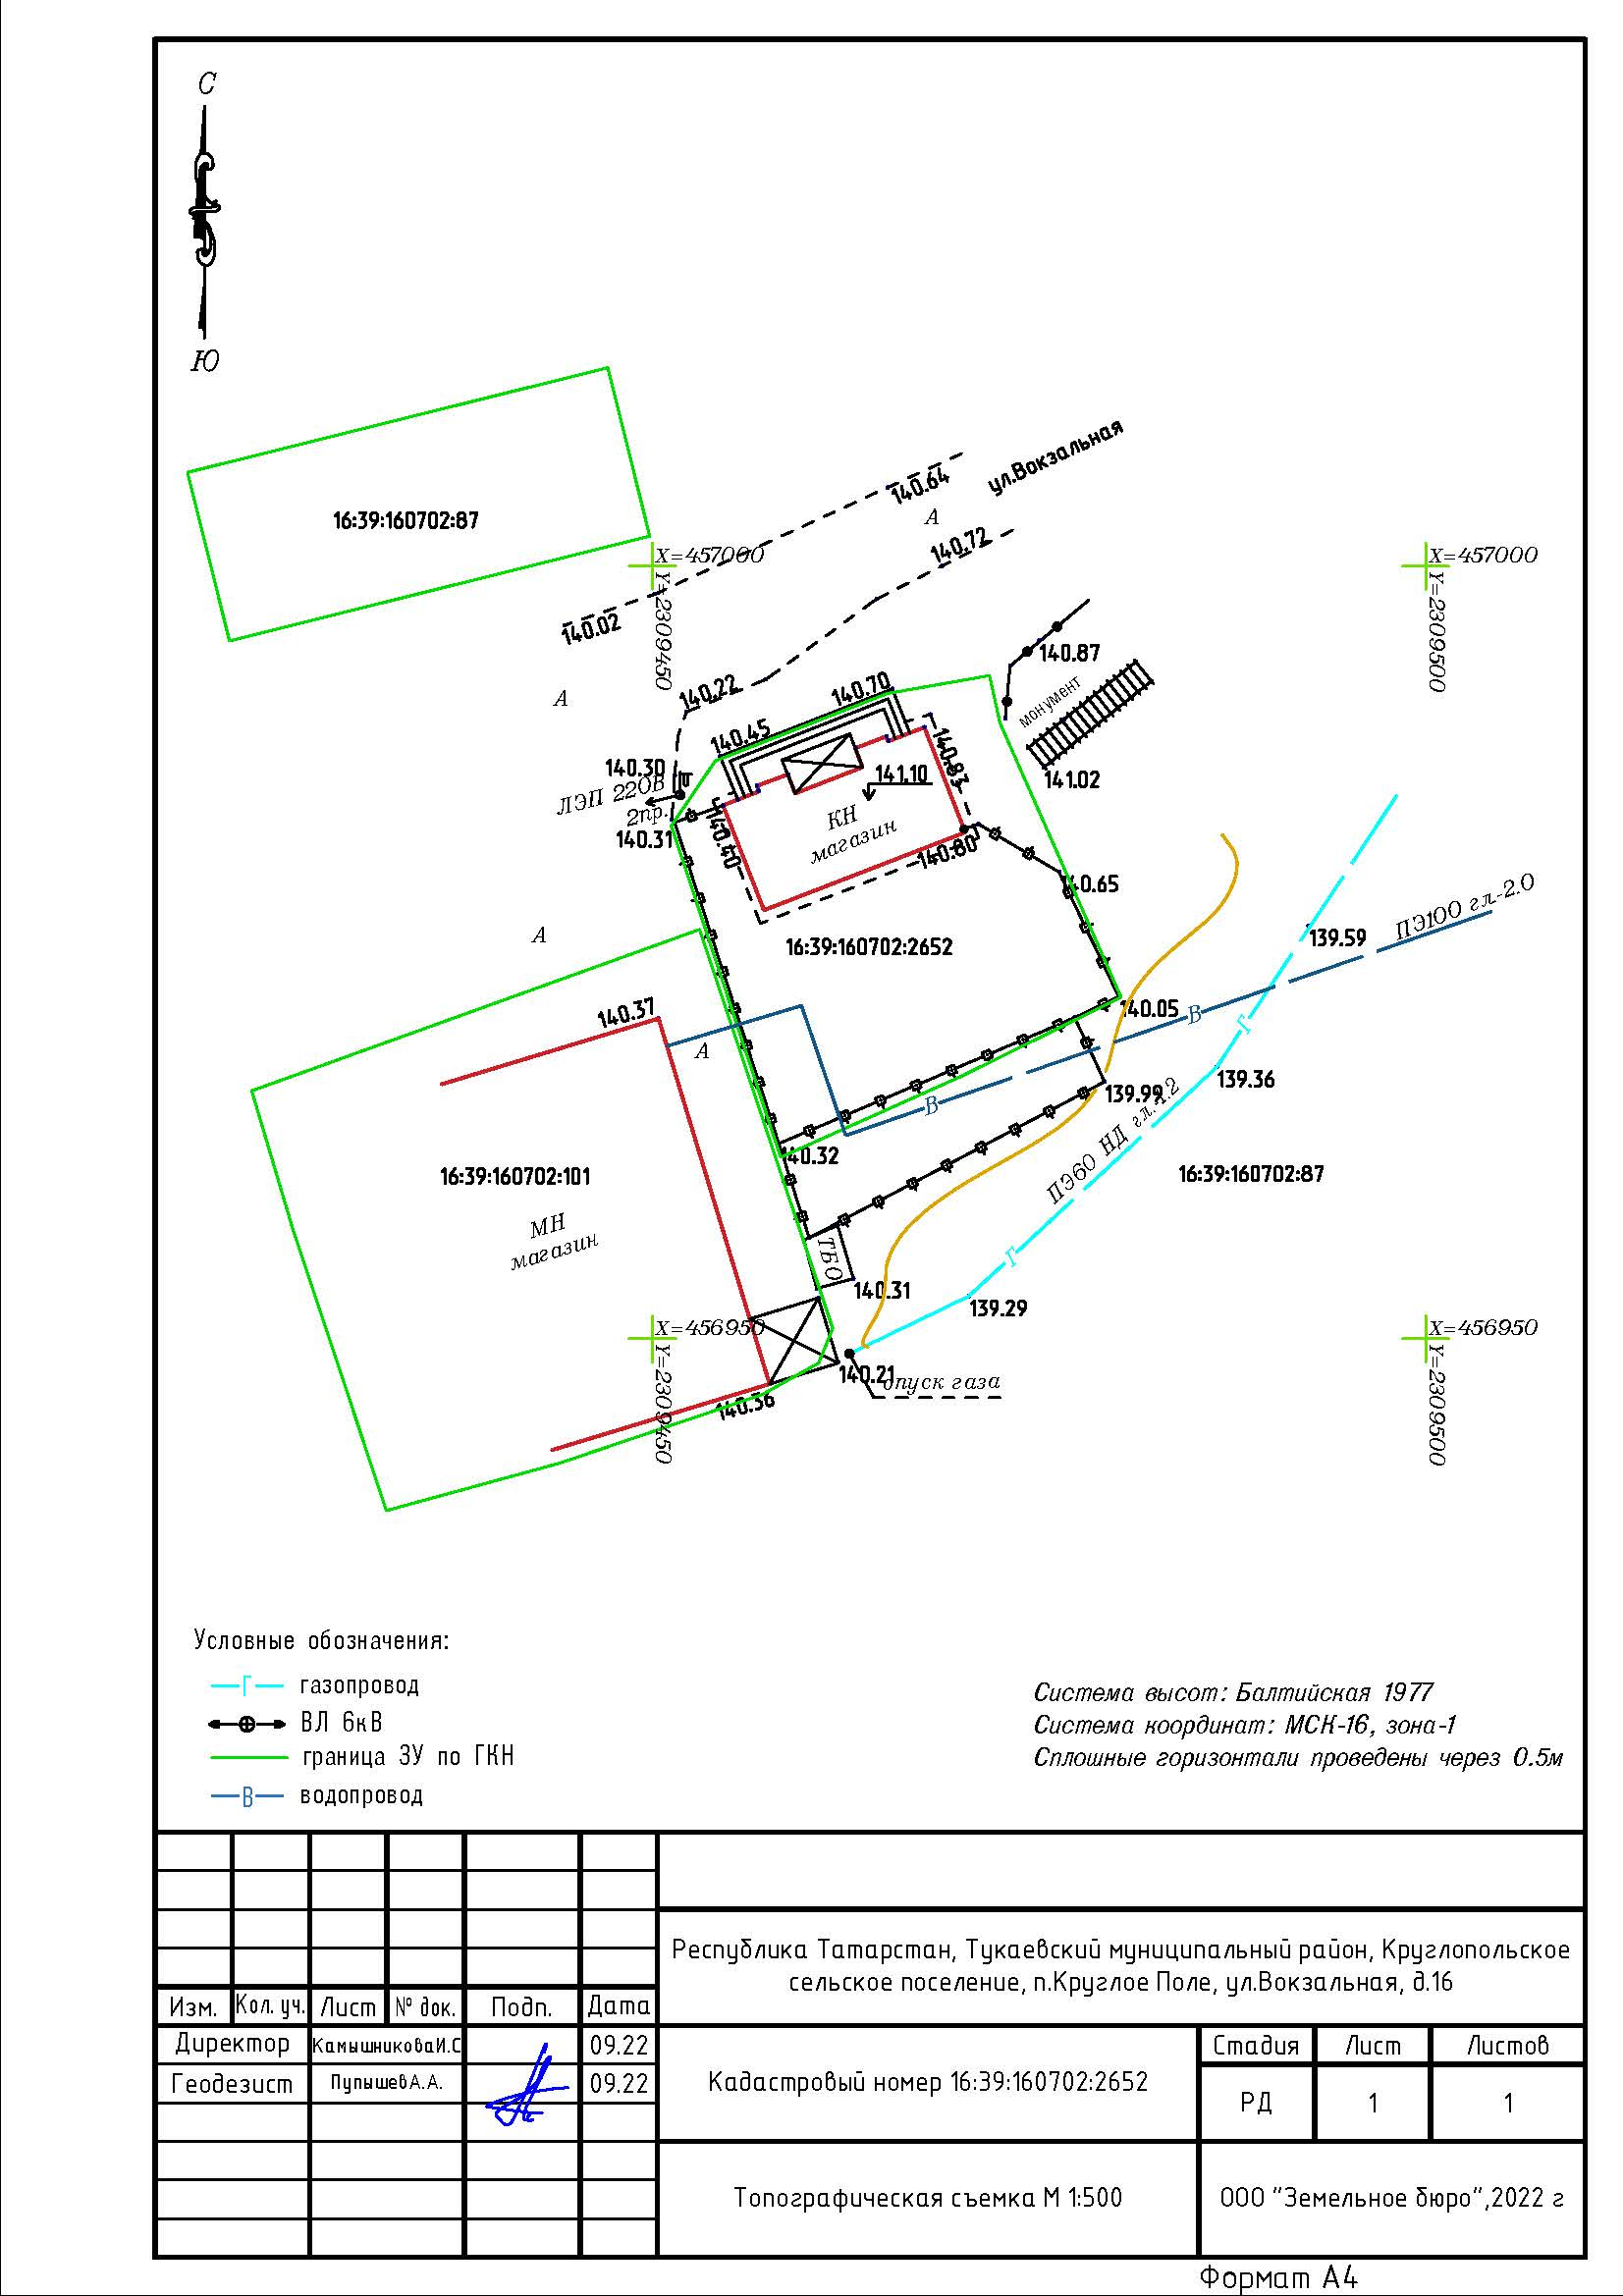 С
Ю
ул.Вокзальная
140.64
А
140.72
16:39:160702:87
X=457000
Y=2309450
X=457000
Y=2309500
140.02
140.87
монумент
140.22
140.70
А
140.45
140.83
140.30
141.10
141.02
ЛЭП 220В
2пр.
140.31
140.40
КН
магазин
140.80
140.65
А
16:39:160702:2652
139.59
ПЭ100 гл-2.0
140.37
140.05
В
Г
А
139.36
139.99
В
ПЭ60 НД гл.1.2
140.32
16:39:160702:101
16:39:160702:87
МН
магазин
ТБО
Г
140.31
139.29
X=456950
Y=2309450
X=456950
Y=2309500
140.21
опуск газа
140.36
Условные обозначения:
Г газопровод
ВЛ 6кВ
граница ЗУ по ГКН
В водопровод
Система высот: Балтийская 1977
Система координат: МСК-16, зона-1
Сплошные горизонтали проведены через 0.5м
Республика Татарстан, Тукаевский муниципальный район, Круглопольское
сельское поселение, п.Круглое Поле, ул.Вокзальная, д.16
Изм. Кол. уч. Лист № док. Подп. Дата
Директор КамышниковаИ.С 09.22
Геодезист ПупышевА.А. 09.22
Кадастровый номер 16:39:160702:2652
Стадия Лист Листов
РД 1 1
Топографическая съемка М 1:500
ООО "Земельное бюро",2022 г
Формат А4